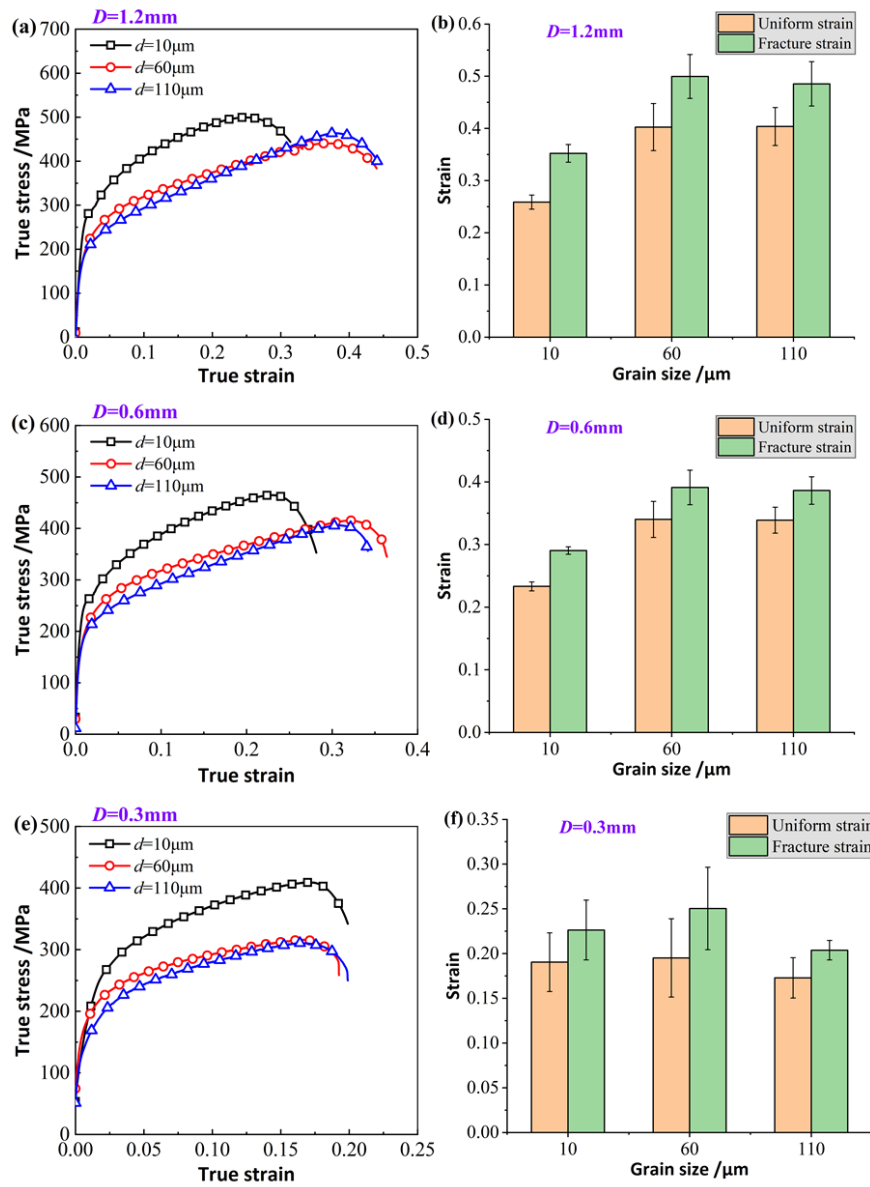 (a)
D=1.2mm
d=10μm
d=60μm
d=110μm
True stress /MPa
700
600
500
400
300
200
100
0
0.0 0.1 0.2 0.3 0.4 0.5
True strain
(b)
D=1.2mm
Uniform strain
Fracture strain
Strain
0.6
0.5
0.4
0.3
0.2
0.1
0.0
10 60 110
Grain size /μm
(c)
D=0.6mm
d=10μm
d=60μm
d=110μm
True stress /MPa
600
500
400
300
200
100
0
0.0 0.1 0.2 0.3 0.4
True strain
(d)
D=0.6mm
Uniform strain
Fracture strain
Strain
0.5
0.4
0.3
0.2
0.1
0.0
10 60 110
Grain size /μm
(e)
D=0.3mm
d=10μm
d=60μm
d=110μm
True stress /MPa
500
400
300
200
100
0
0.00 0.05 0.10 0.15 0.20 0.25
True strain
(f)
D=0.3mm
Uniform strain
Fracture strain
Strain
0.35
0.30
0.25
0.20
0.15
0.10
0.05
0.00
10 60 110
Grain size /μm